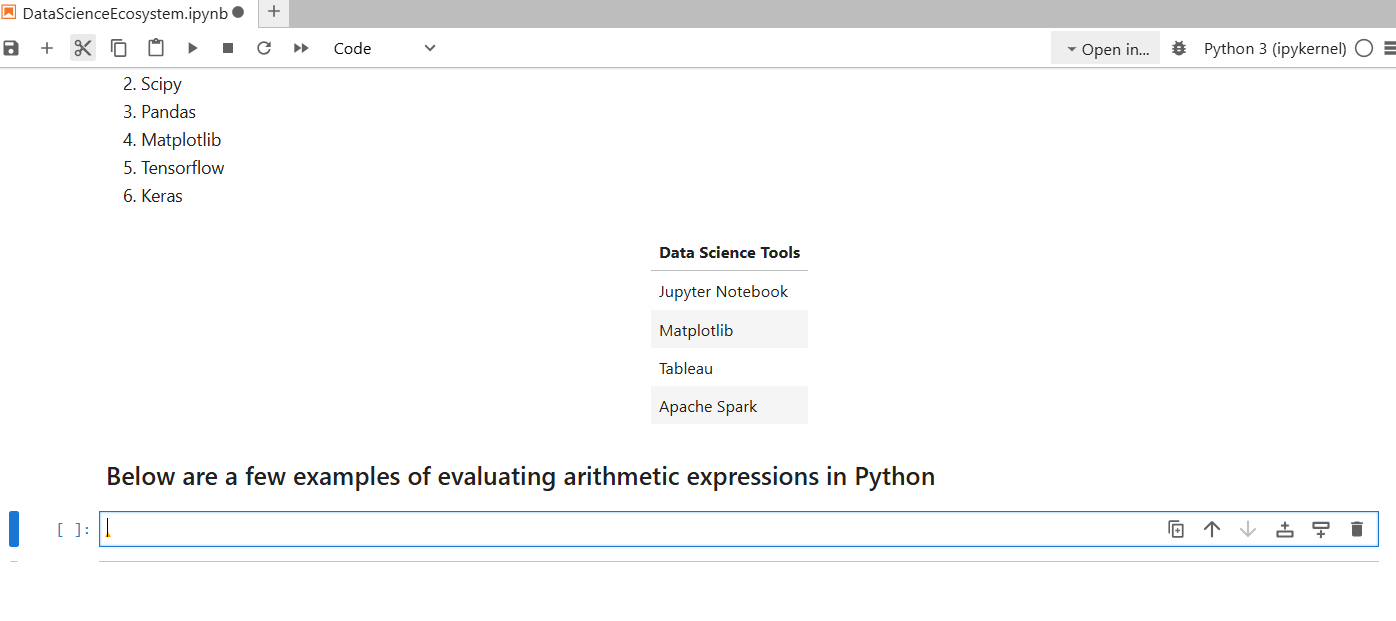 DataScienceEcosystem.ipynb
Code
Open in...
Python 3 (ipykernel)
2. Scipy
3. Pandas
4. Matplotlib
5. Tensorflow
6. Keras
Data Science Tools
Jupyter Notebook
Matplotlib
Tableau
Apache Spark
Below are a few examples of evaluating arithmetic expressions in Python
[ ]: